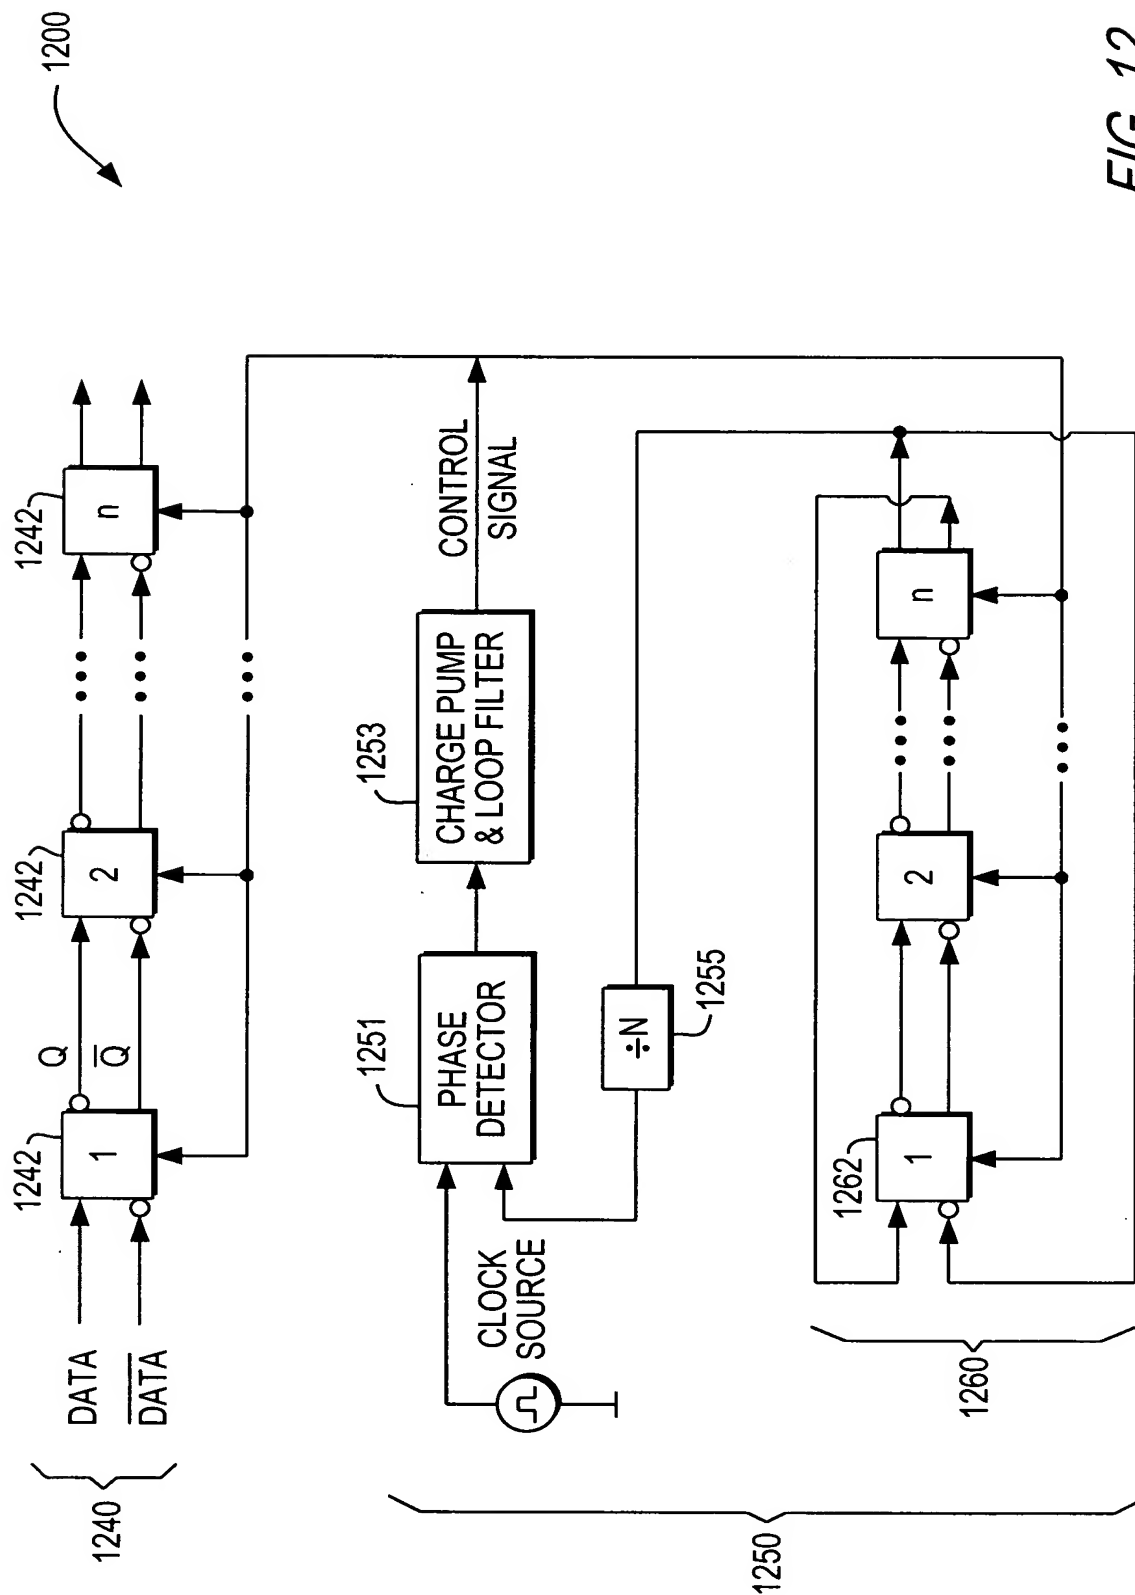 1200
1240
DATA
DATA
1242
1
Q
Q
1242
2
1242
n
1250
CLOCK
SOURCE
1251
PHASE
DETECTOR
1253
CHARGE PUMP
& LOOP FILTER
CONTROL
SIGNAL
÷N
1255
1260
1262
1
2
n
FIG. 12